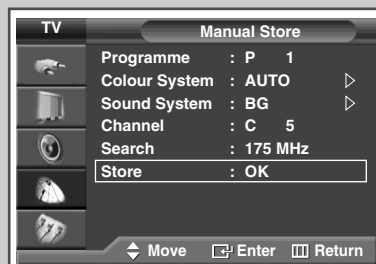 TV
Manual Store
Programme : P 1
Colour System : AUTO
Sound System : BG
Channel : C 5
Search : 175 MHz
Store : OK
Move Enter Return